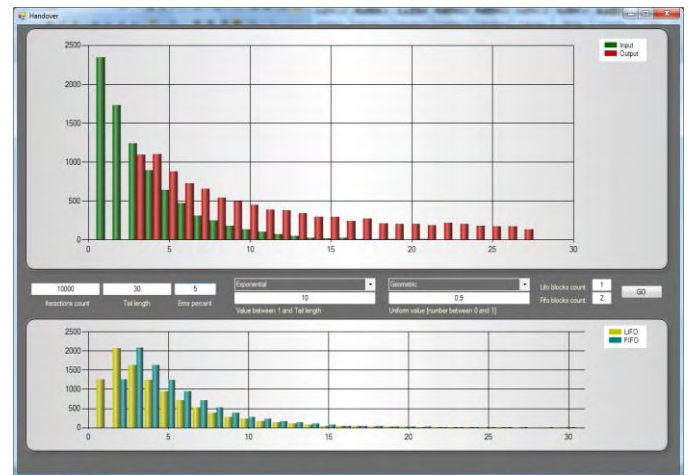 Handover
2500
2000
1500
1000
500
0
0 5 10 15 20 25 30
Input
Output
10000 30 5
Iteractions count Tail length Error percent
Exponential
10
Value between 1 and Tail length
Geometric
0.9
Uniform value (number between 0 and 1)
Lifo blocks count 1
Fifo blocks count 2
GO
2500
2000
1500
1000
500
0
0 5 10 15 20 25 30
LIFO
FIFO